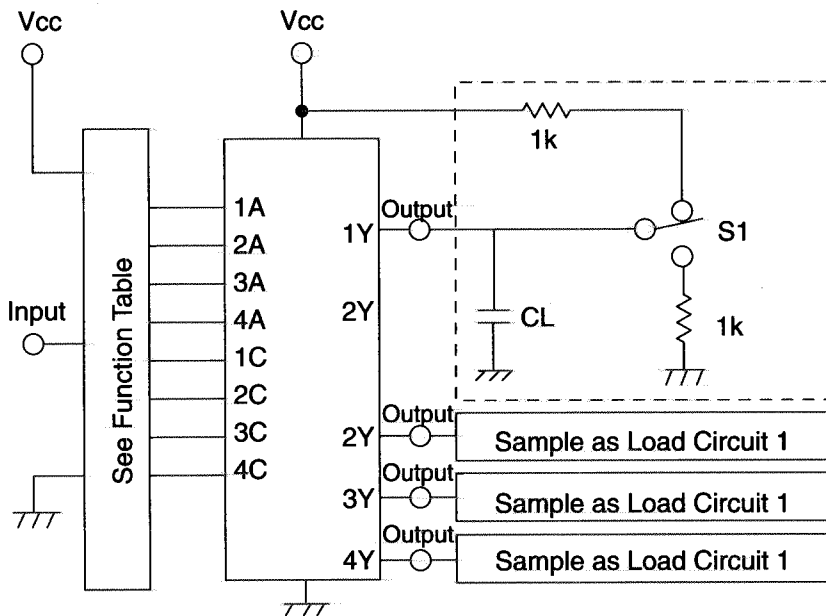 Vcc
Vcc
1k
S1
1A
2A
3A
4A
1C
2C
3C
4C
1Y
Output
2Y
CL
1k
Input
See Function Table
2Y
Output
Sample as Load Circuit 1
3Y
Output
Sample as Load Circuit 1
4Y
Output
Sample as Load Circuit 1